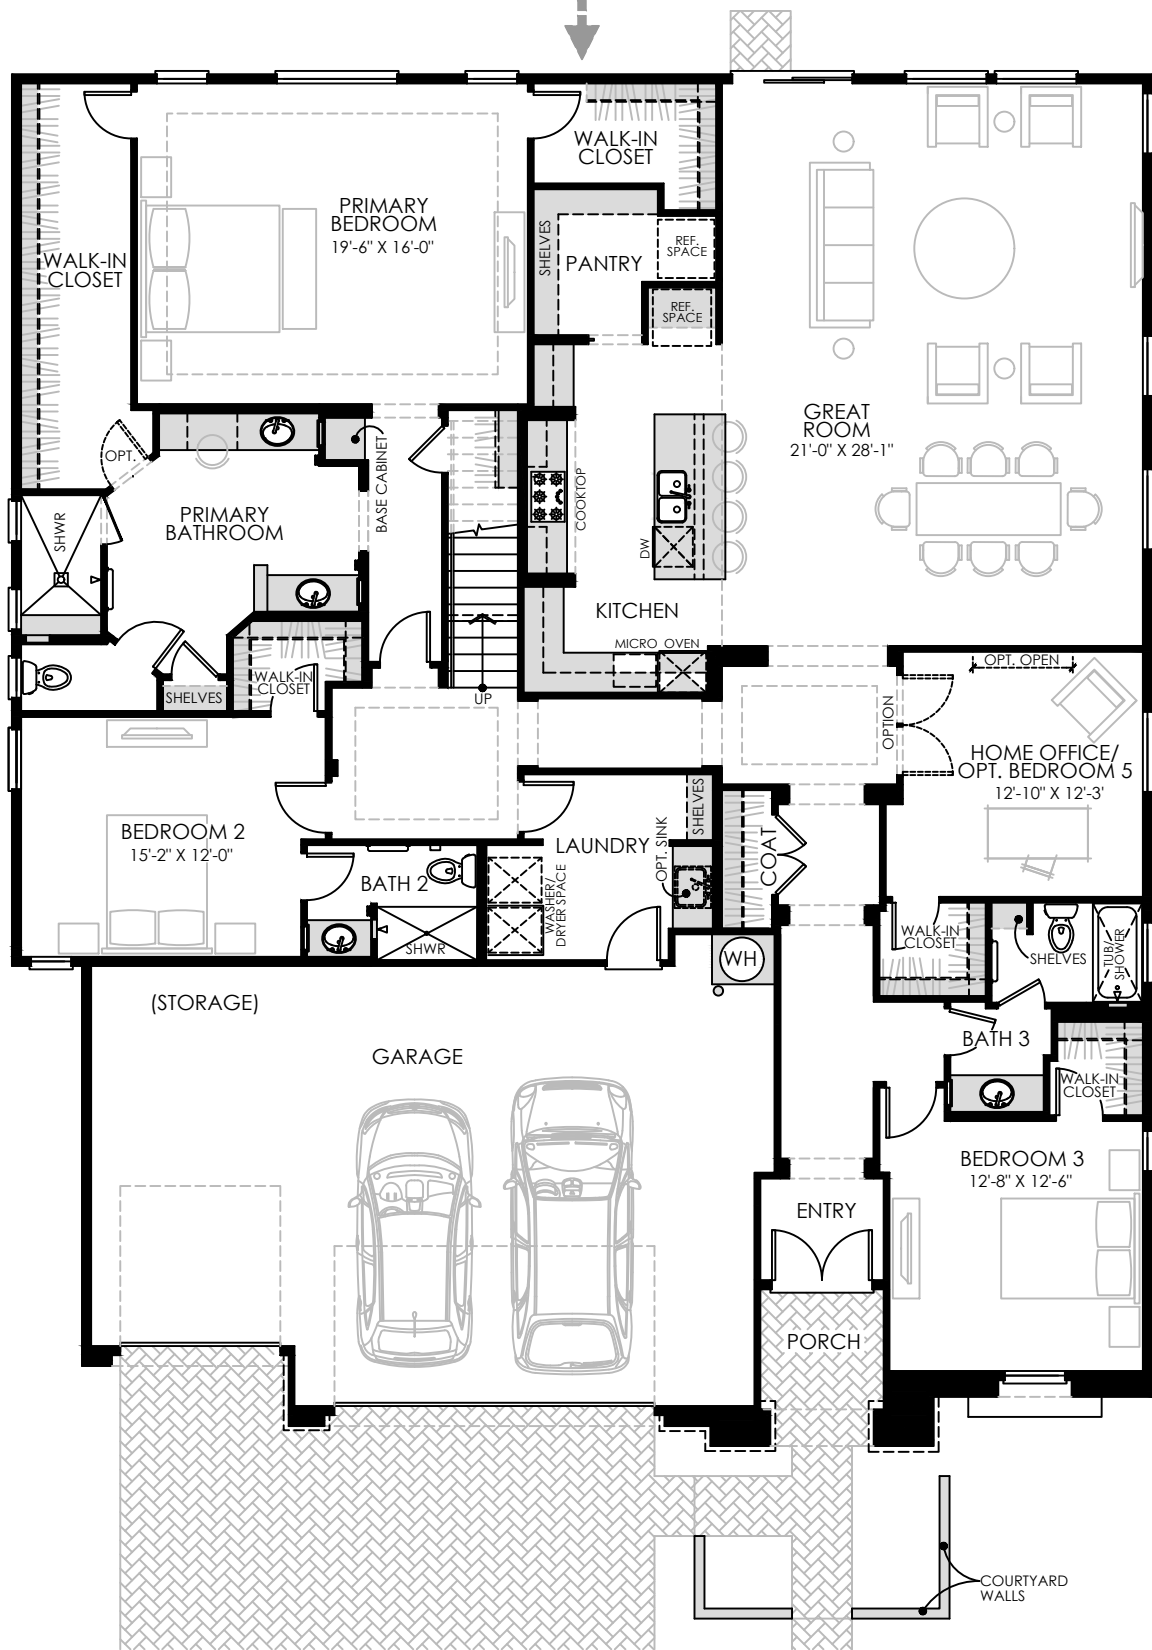 WALK-IN
CLOSET
PRIMARY
BEDROOM
19'-6" X 16'-0"
WALK-IN
CLOSET
SHELVES
PANTRY
REF.
SPACE
REF.
SPACE
GREAT
ROOM
21'-0" X 28'-1"
OPT.
BASE CABINET
COOKTOP
PRIMARY
BATHROOM
SHWR
DW
KITCHEN
MICRO OVEN
WALK-IN
CLOSET
SHELVES
UP
OPT. OPEN
OPTION
HOME OFFICE/
OPT. BEDROOM 5
12'-10" X 12'-3'
BEDROOM 2
15'-2" X 12'-0"
LAUNDRY
SHELVES
OPT. SINK
COAT
BATH 2
WASHER/
DRYER SPACE
SHWR
WH
WALK-IN
CLOSET
SHELVES
TUB/
SHOWER
(STORAGE)
GARAGE
BATH 3
WALK-IN
CLOSET
BEDROOM 3
12'-8" X 12'-6"
ENTRY
PORCH
COURTYARD
WALLS